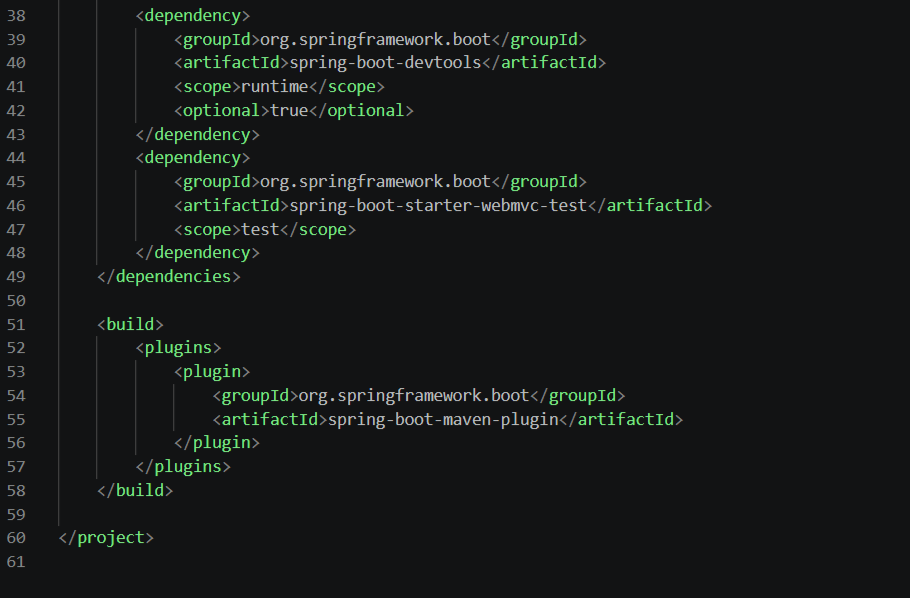 38 <dependency>
39 <groupId>org.springframework.boot</groupId>
40 <artifactId>spring-boot-devtools</artifactId>
41 <scope>runtime</scope>
42 <optional>true</optional>
43 </dependency>
44 <dependency>
45 <groupId>org.springframework.boot</groupId>
46 <artifactId>spring-boot-starter-webmvc-test</artifactId>
47 <scope>test</scope>
48 </dependency>
49 </dependencies>
50
51 <build>
52 <plugins>
53 <plugin>
54 <groupId>org.springframework.boot</groupId>
55 <artifactId>spring-boot-maven-plugin</artifactId>
56 </plugin>
57 </plugins>
58 </build>
59
60 </project>
61